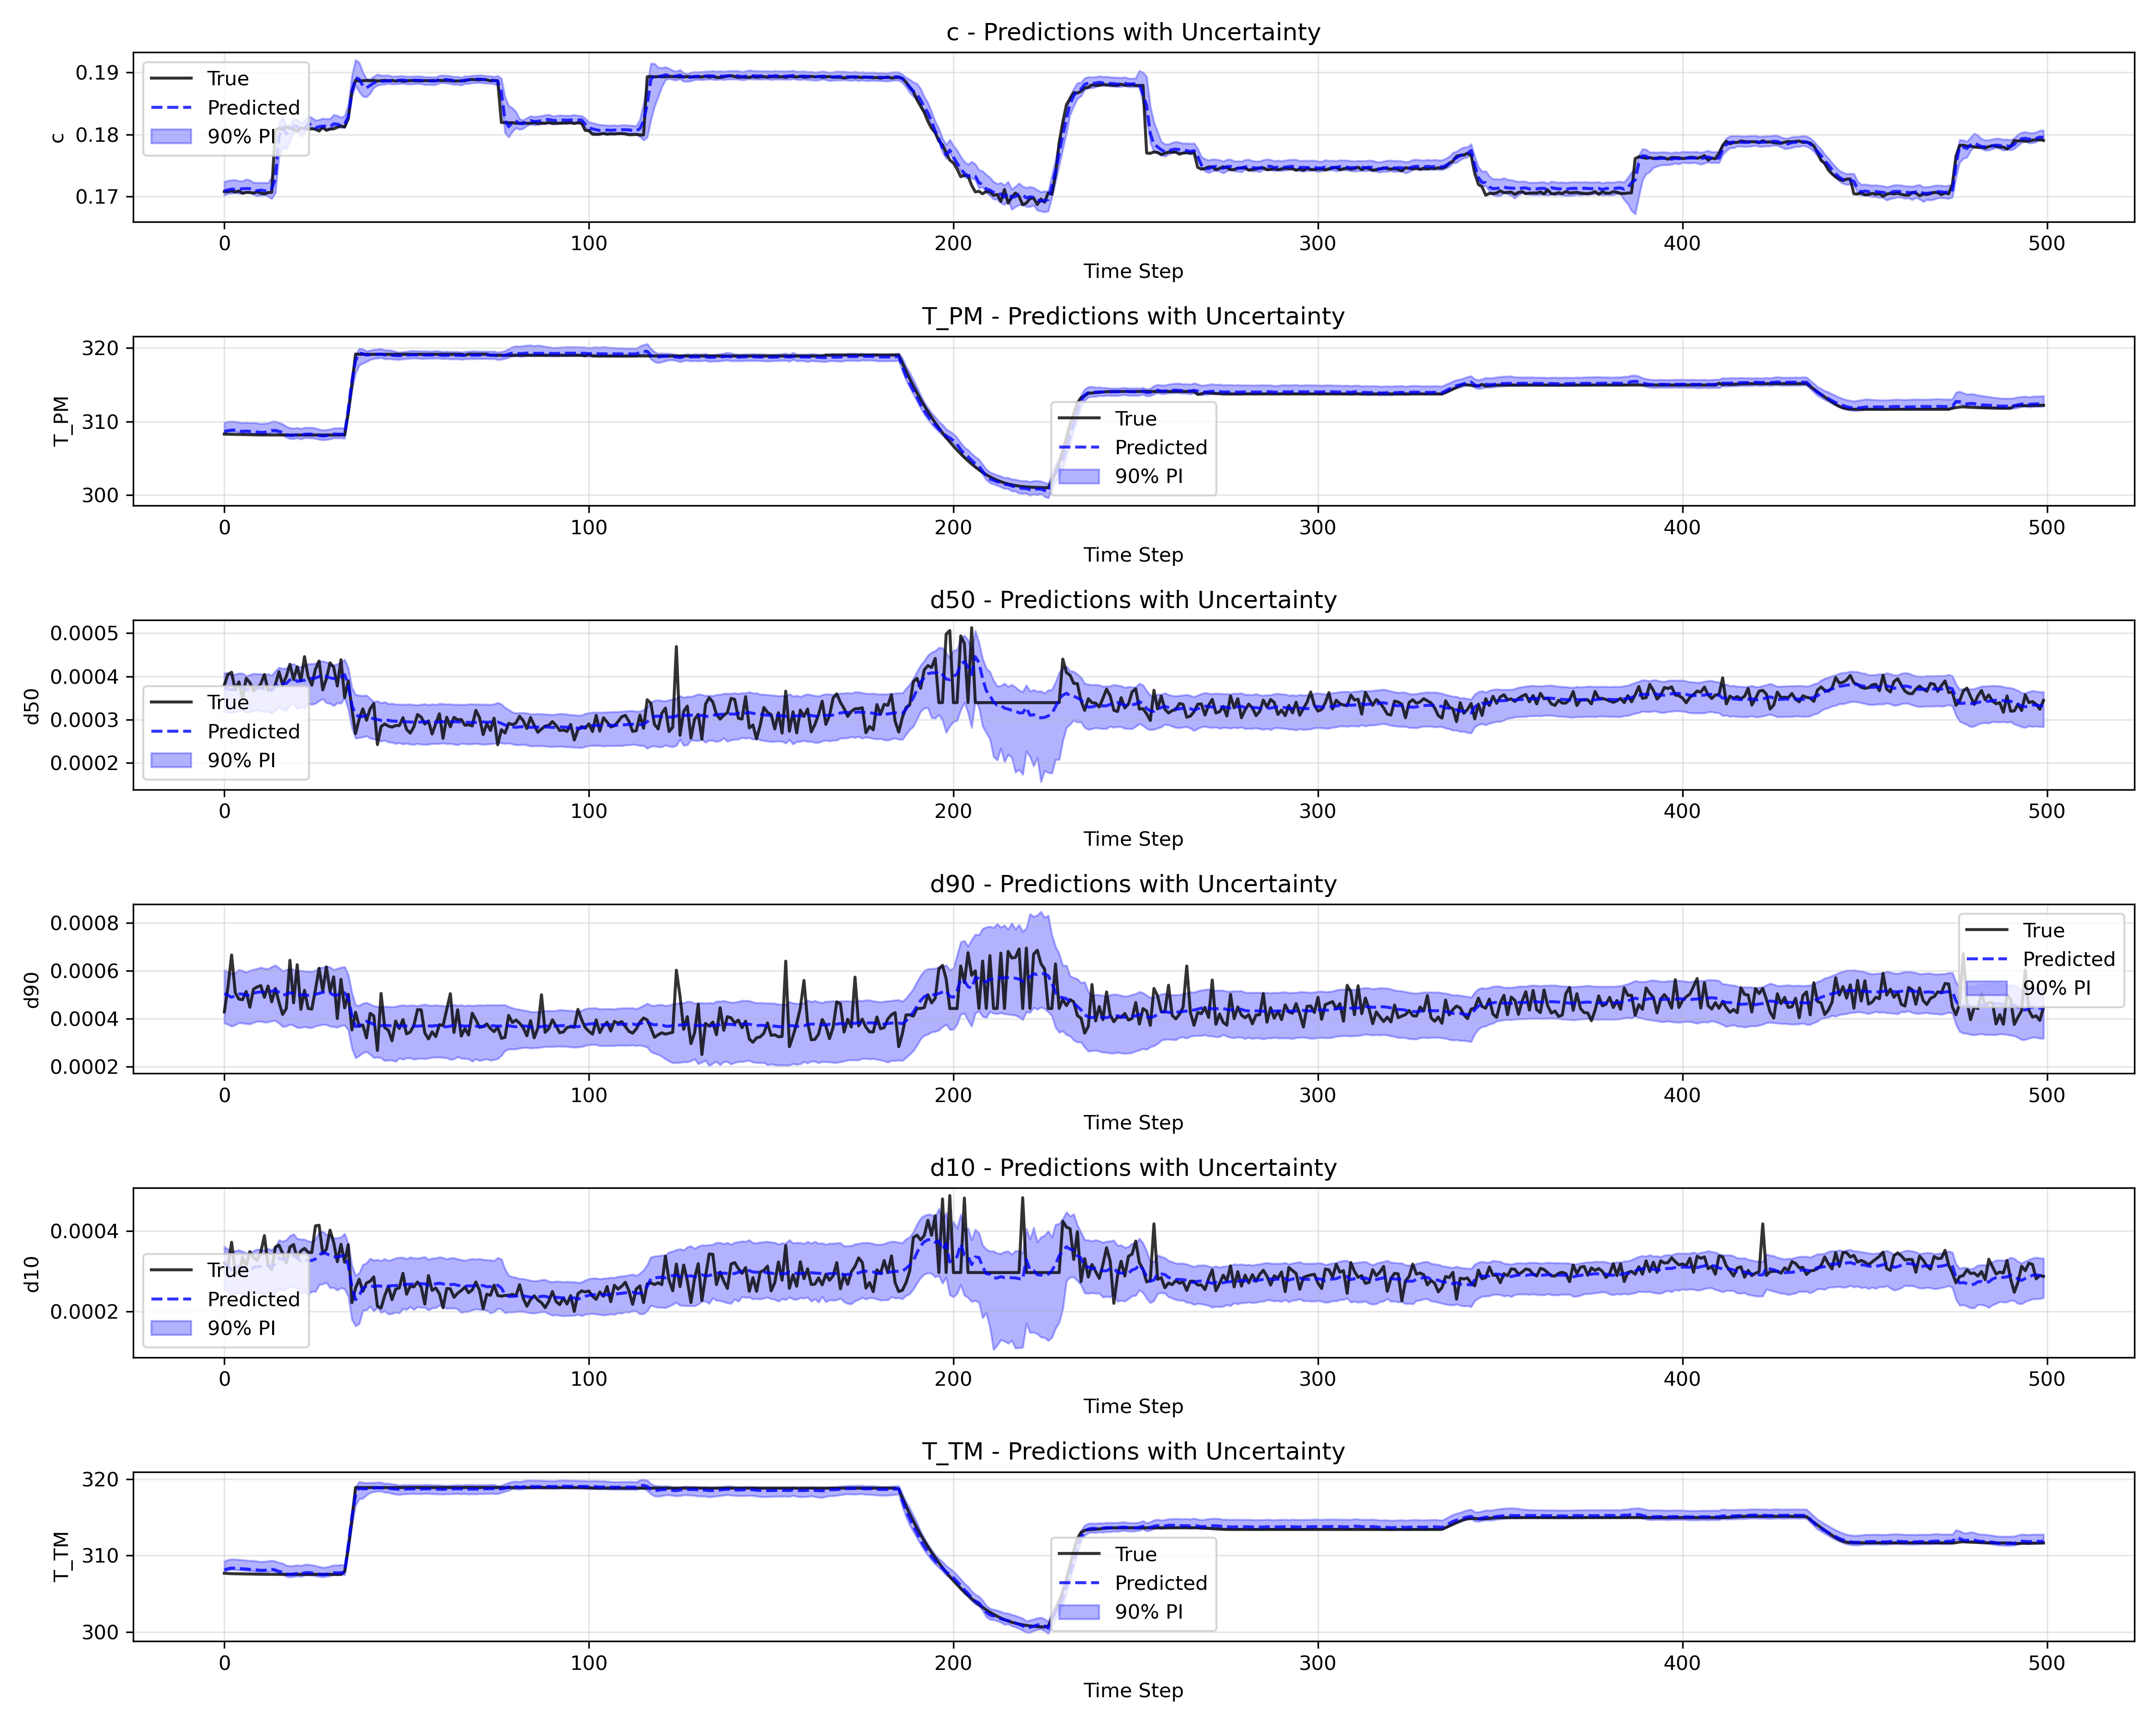 c - Predictions with Uncertainty
0.19
0.18
0.17
c
True
Predicted
90% PI
0 100 200 300 400 500
Time Step
T_PM - Predictions with Uncertainty
320
310
300
T_PM
True
Predicted
90% PI
0 100 200 300 400 500
Time Step
d50 - Predictions with Uncertainty
0.0005
0.0004
0.0003
0.0002
d50
True
Predicted
90% PI
0 100 200 300 400 500
Time Step
d90 - Predictions with Uncertainty
0.0008
0.0006
0.0004
0.0002
d90
True
Predicted
90% PI
0 100 200 300 400 500
Time Step
d10 - Predictions with Uncertainty
0.0004
0.0002
d10
True
Predicted
90% PI
0 100 200 300 400 500
Time Step
T_TM - Predictions with Uncertainty
320
310
300
T_TM
True
Predicted
90% PI
0 100 200 300 400 500
Time Step